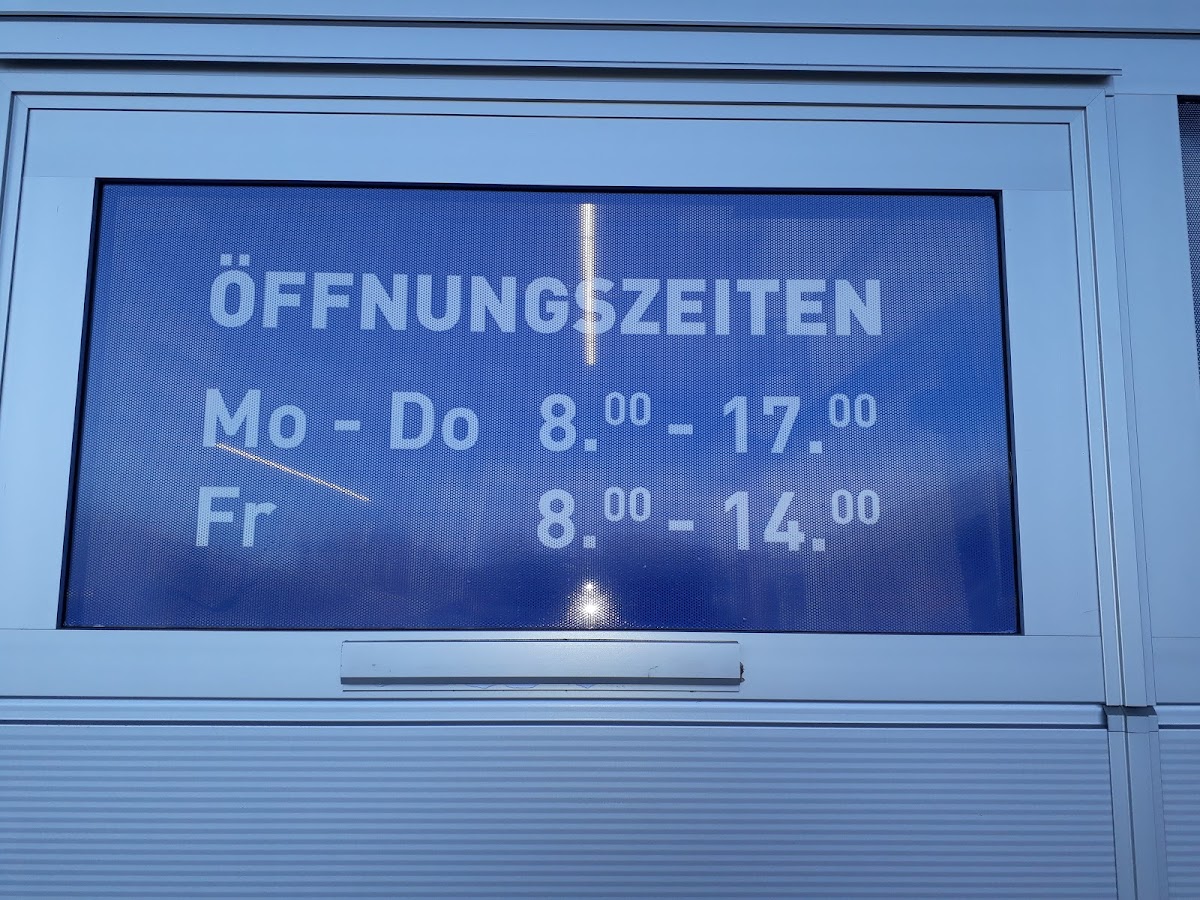 ÖFFNUNGSZEITEN
Mo - Do 8.00 - 17.00
Fr 8.00 - 14.00